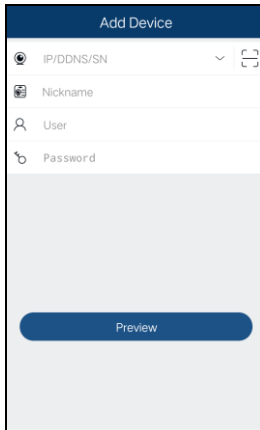 Add Device
IP/DDNS/SN
Nickname
User
Password
Preview